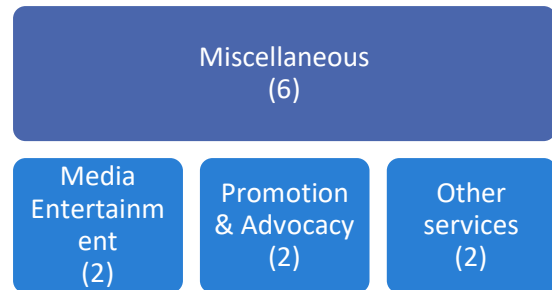 Miscellaneous
(6)
Media
Entertainm
ent
(2)
Promotion
& Advocacy
(2)
Other
services
(2)